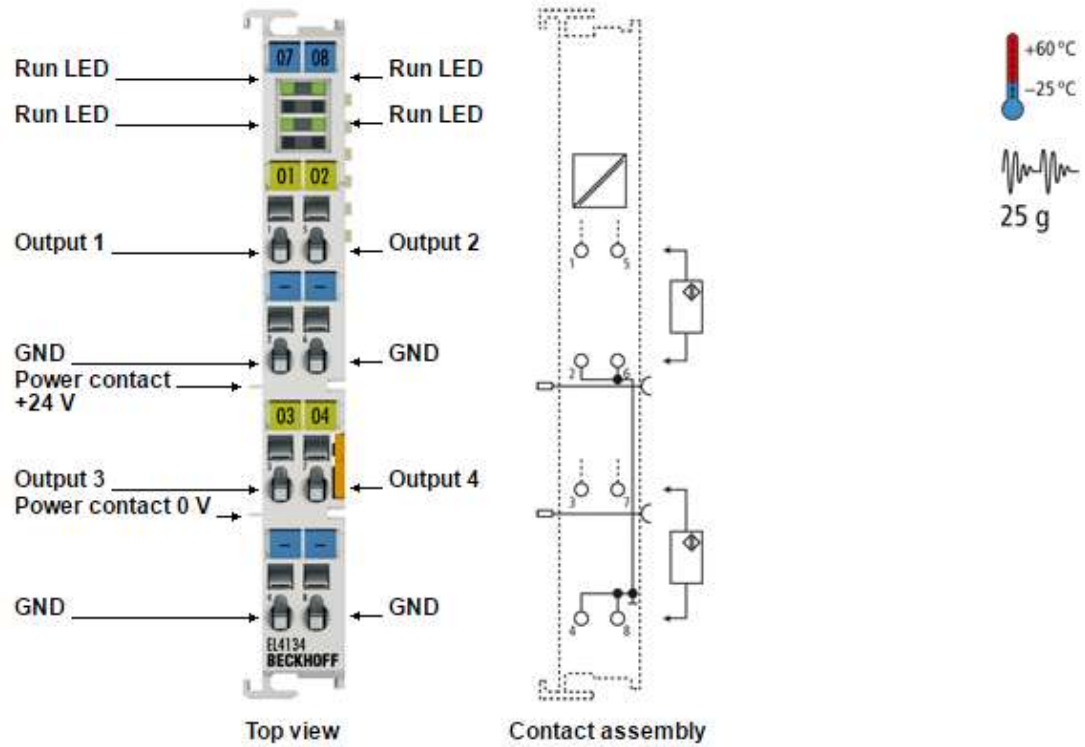 07 08
Run LED
Run LED
Run LED
Run LED
01 02
1 5
Output 1
Output 2
– –
GND
GND
Power contact
+24 V
03 04
Output 3
Output 4
Power contact 0 V
– –
GND
GND
EL4134
BECKHOFF
Top view
1 5
2 6
3 7
4 8
Contact assembly
+60 °C
–25 °C
25 g